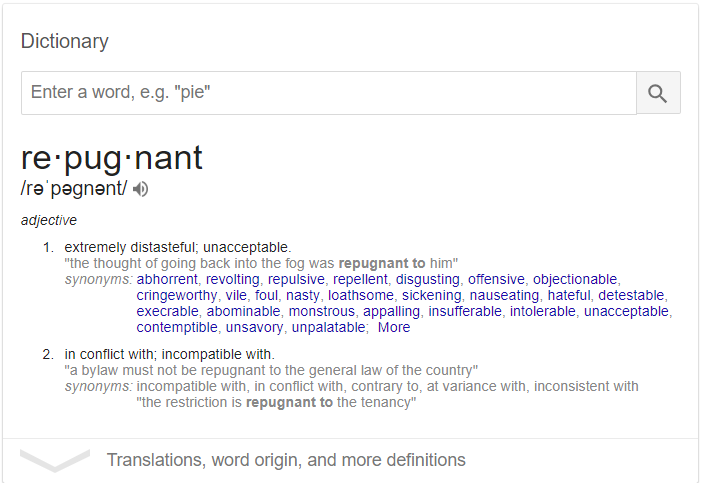 Dictionary
Enter a word, e.g. "pie"
re·pug·nant
/rəˈpəɡnənt/
adjective
1. extremely distasteful; unacceptable.
"the thought of going back into the fog was repugnant to him"
synonyms: abhorrent, revolting, repulsive, repellent, disgusting, offensive, objectionable,
cringeworthy, vile, foul, nasty, loathsome, sickening, nauseating, hateful, detestable,
execrable, abominable, monstrous, appalling, insufferable, intolerable, unacceptable,
contemptible, unsavory, unpalatable; More
2. in conflict with; incompatible with.
"a bylaw must not be repugnant to the general law of the country"
synonyms: incompatible with, in conflict with, contrary to, at variance with, inconsistent with
"the restriction is repugnant to the tenancy"
Translations, word origin, and more definitions